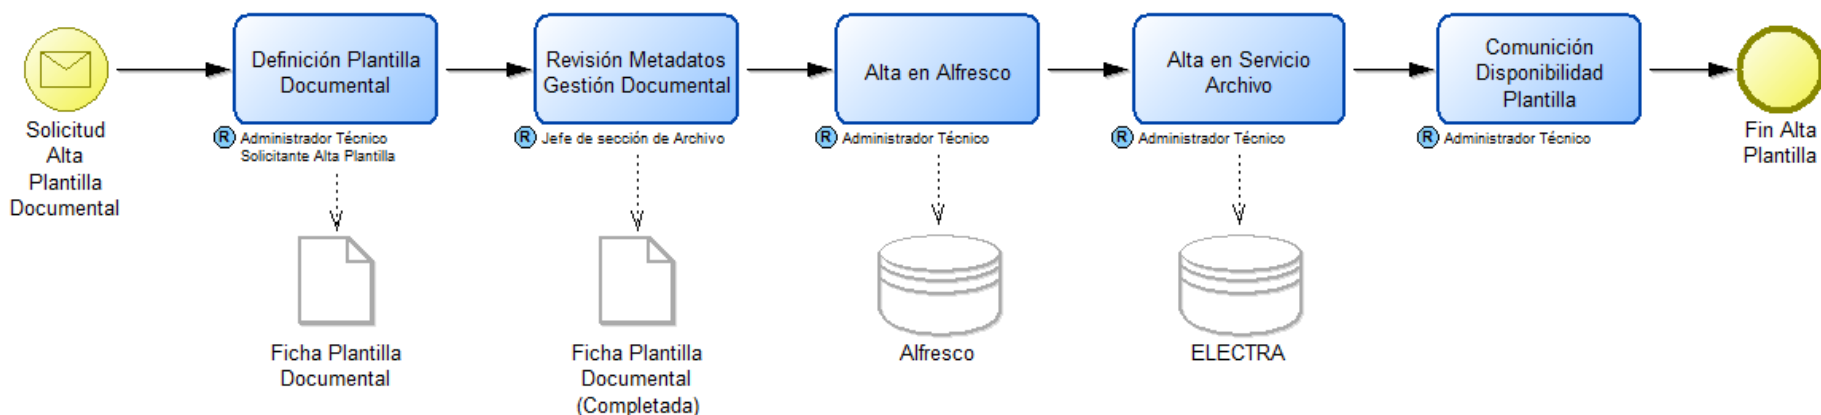 Solicitud
Alta
Plantilla
Documental
Definición Plantilla
Documental
R Administrador Técnico
Solicitante Alta Plantilla
Ficha Plantilla
Documental
Revisión Metadatos
Gestión Documental
R Jefe de sección de Archivo
Ficha Plantilla
Documental
(Completada)
Alta en Alfresco
R Administrador Técnico
Alfresco
Alta en Servicio
Archivo
R Administrador Técnico
ELECTRA
Comunición
Disponibilidad
Plantilla
R Administrador Técnico
Fin Alta
Plantilla